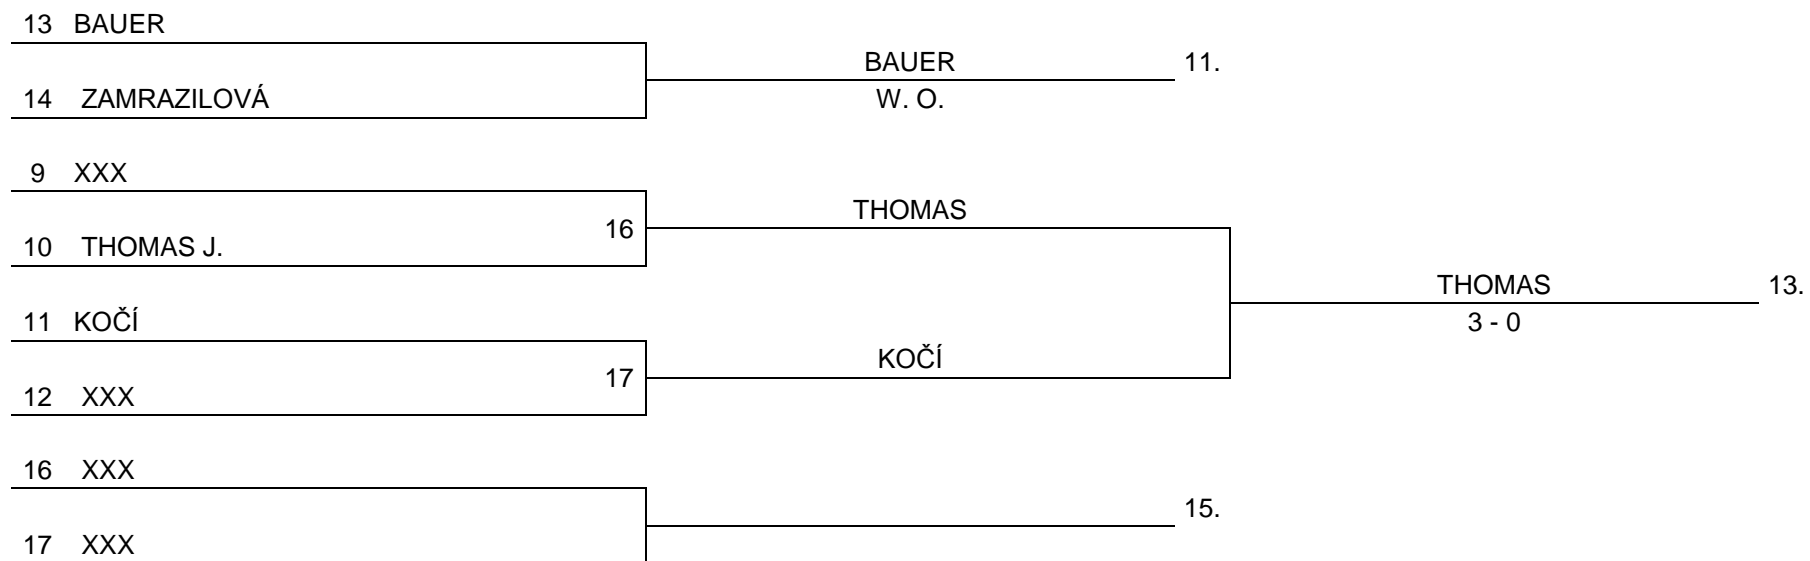 13 BAUER
BAUER 11.
14 ZAMRAZILOVÁ W. O.
9 XXX
THOMAS
16
10 THOMAS J.
THOMAS 13.
11 KOČÍ 3 - 0
KOČÍ
17
12 XXX
16 XXX
15.
17 XXX